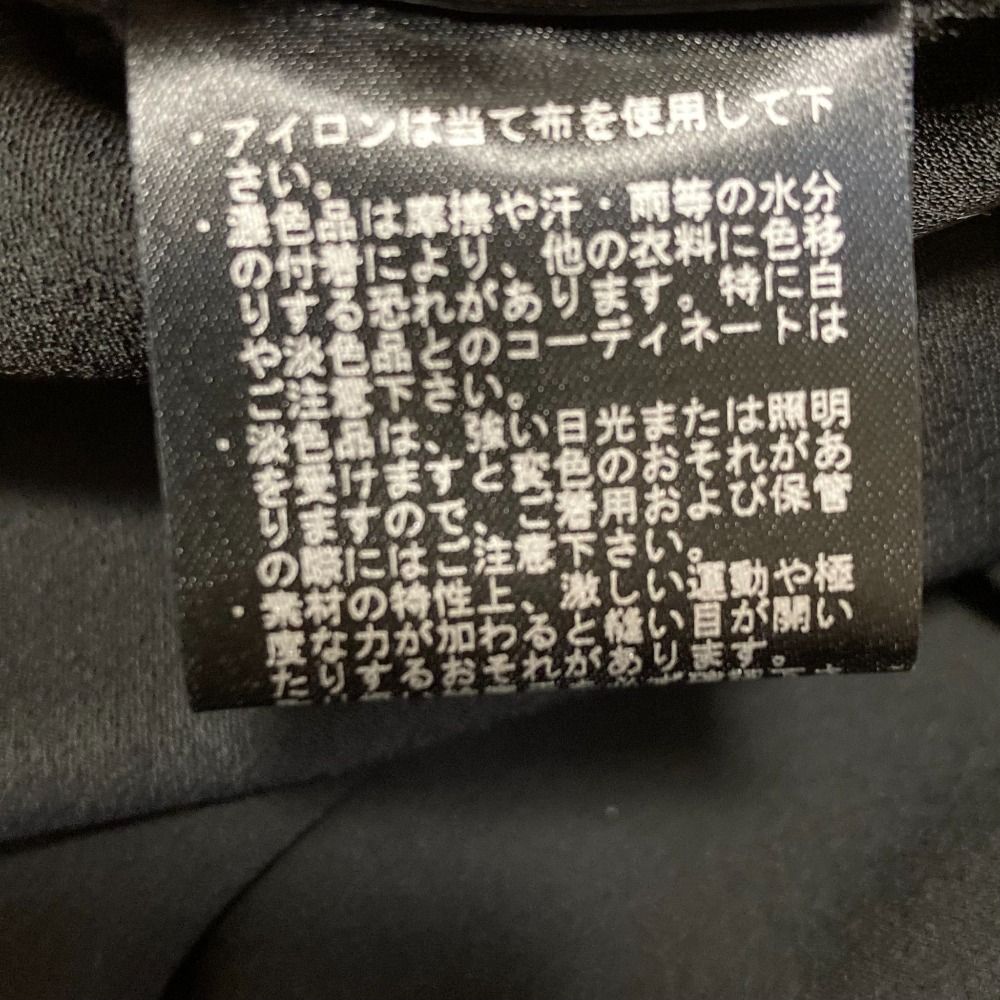 ・アイロンは当て布を使用して下
さい。
・濃色品は摩擦や汗・雨等の水分
の付着により、他の衣料に色移
りする恐れがあります。特に白
や淡色品とのコーディネートは
ご注意下さい。
・淡色品は、強い日光または照明
を受けますと変色のおそれがあ
りますので、ご着用および保管
の際にはご注意下さい。
・素材の特性上、激しい運動や極
度な力が加わると縫い目が開い
たりするおそれがあります。